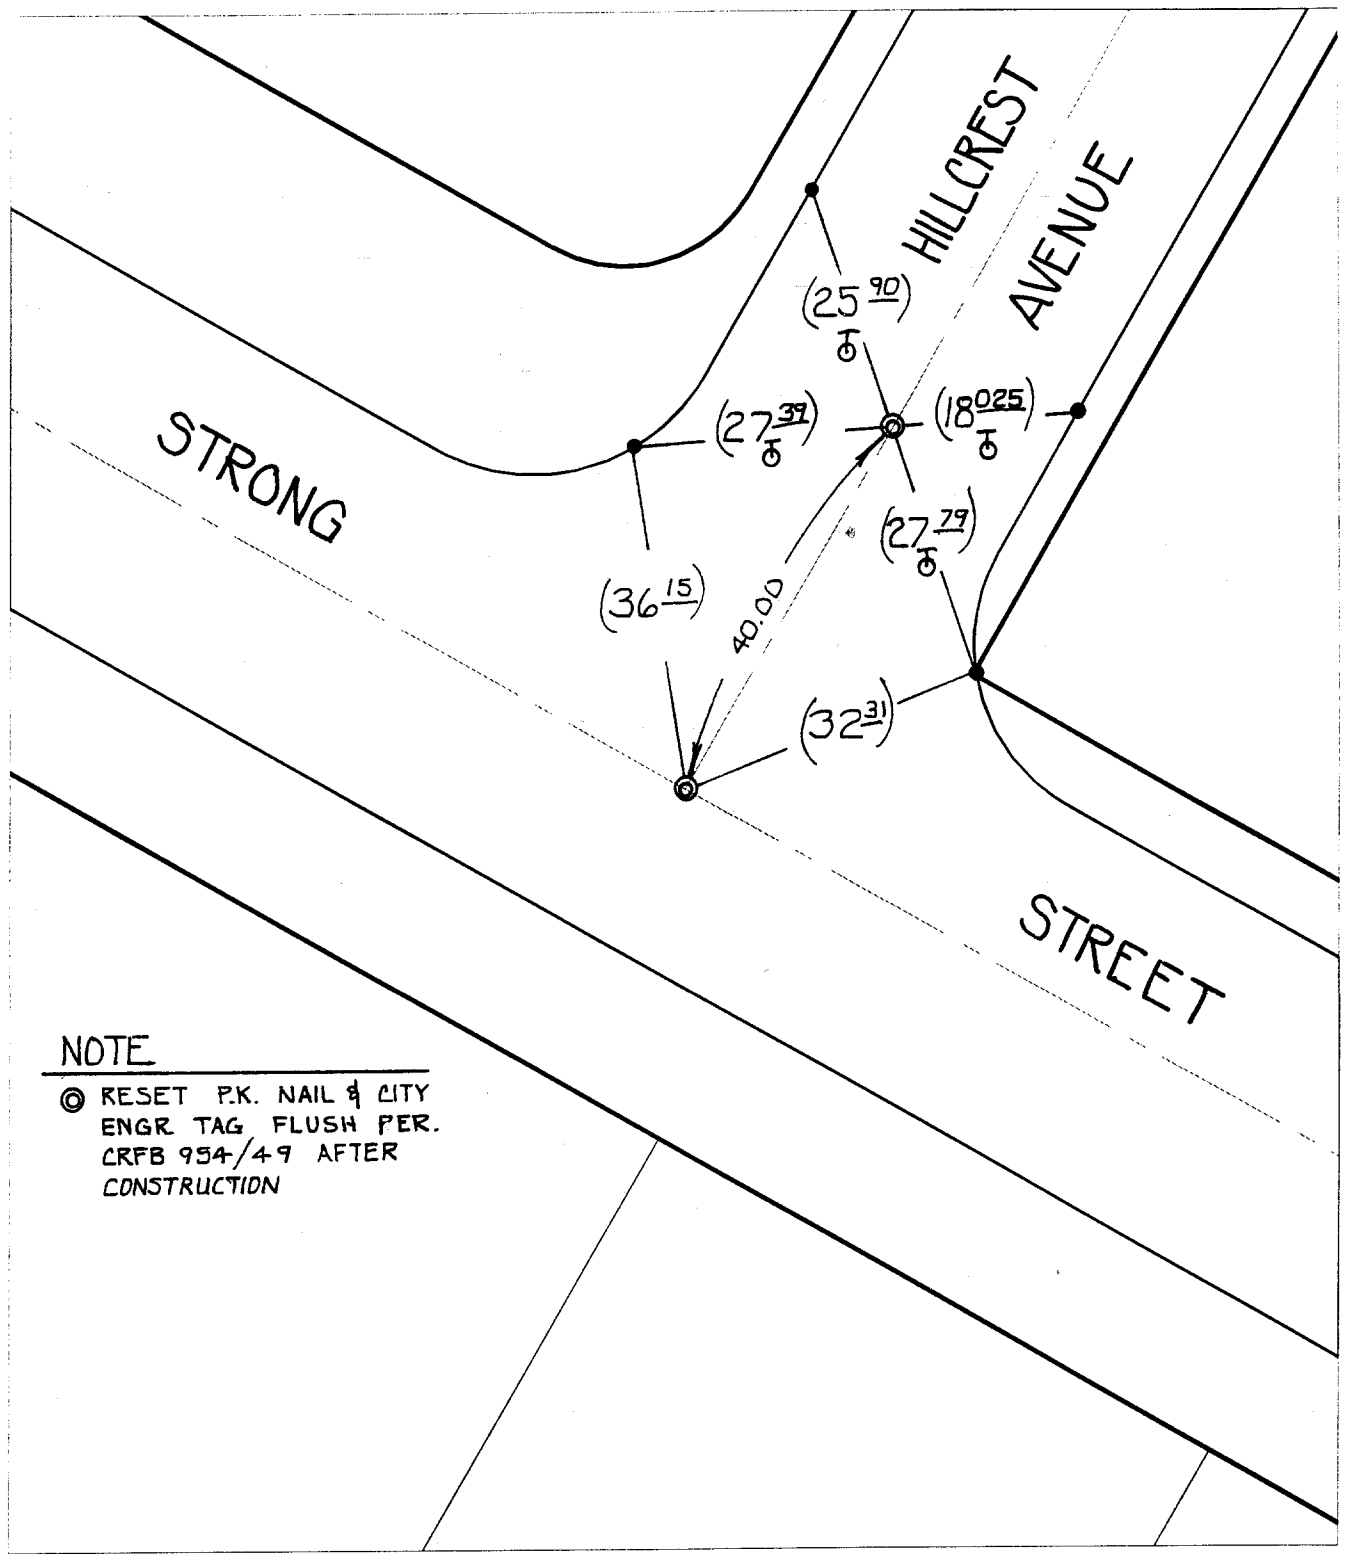 HILLCREST
AVENUE
(25 90)
(27 39)
(18 025)
STRONG
(27 79)
(36 15)
40.00
(32 31)
STREET
NOTE
RESET P.K. NAIL & CITY
ENGR TAG FLUSH PER.
CRFB 954/49 AFTER
CONSTRUCTION